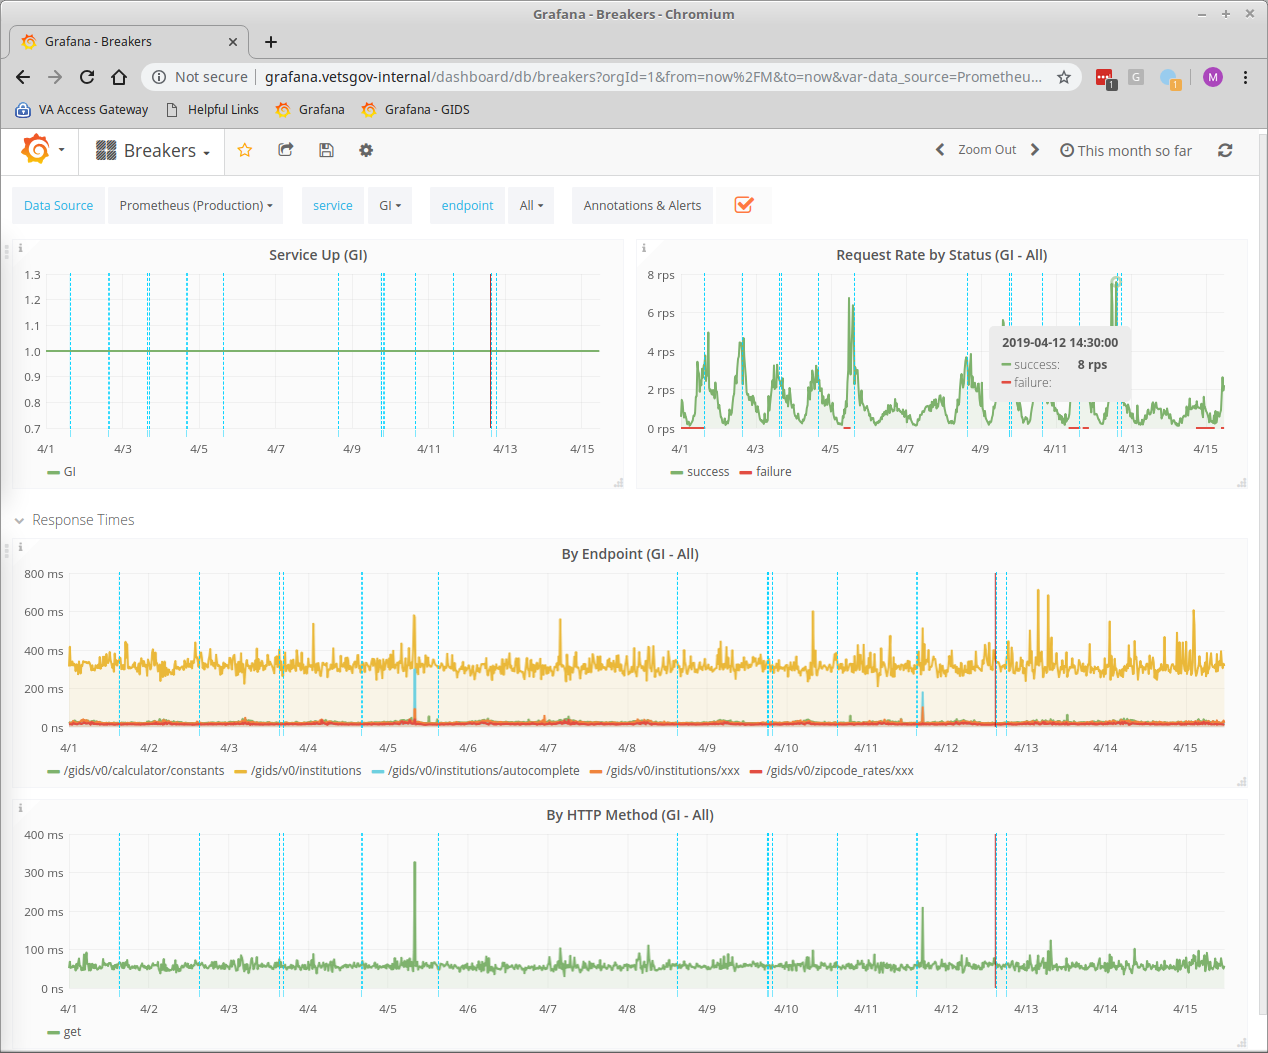 Grafana - Breakers - Chromium
Grafana - Breakers
Not secure grafana.vetsgov-internal/dashboard/db/breakers?orgId=1&from=now%2FM&to=now&var-data_source=Prometheu...
1 G 1 M
VA Access Gateway Helpful Links Grafana Grafana - GIDS
Breakers Zoom Out This month so far
Data Source Prometheus (Production) service GI endpoint All Annotations & Alerts
Service Up (GI)
1.3
1.2
1.1
1.0
0.9
0.8
0.7
4/1 4/3 4/5 4/7 4/9 4/11 4/13 4/15
GI
Request Rate by Status (GI - All)
8 rps
6 rps
4 rps
2 rps
0 rps
2019-04-12 14:30:00
success: 8 rps
failure:
4/1 4/3 4/5 4/7 4/9 4/11 4/13 4/15
success failure
Response Times
By Endpoint (GI - All)
800 ms
600 ms
400 ms
200 ms
0 ns
4/1 4/2 4/3 4/4 4/5 4/6 4/7 4/8 4/9 4/10 4/11 4/12 4/13 4/14 4/15
/gids/v0/calculator/constants /gids/v0/institutions /gids/v0/institutions/autocomplete /gids/v0/institutions/xxx /gids/v0/zipcode_rates/xxx
By HTTP Method (GI - All)
400 ms
300 ms
200 ms
100 ms
0 ns
4/1 4/2 4/3 4/4 4/5 4/6 4/7 4/8 4/9 4/10 4/11 4/12 4/13 4/14 4/15
get